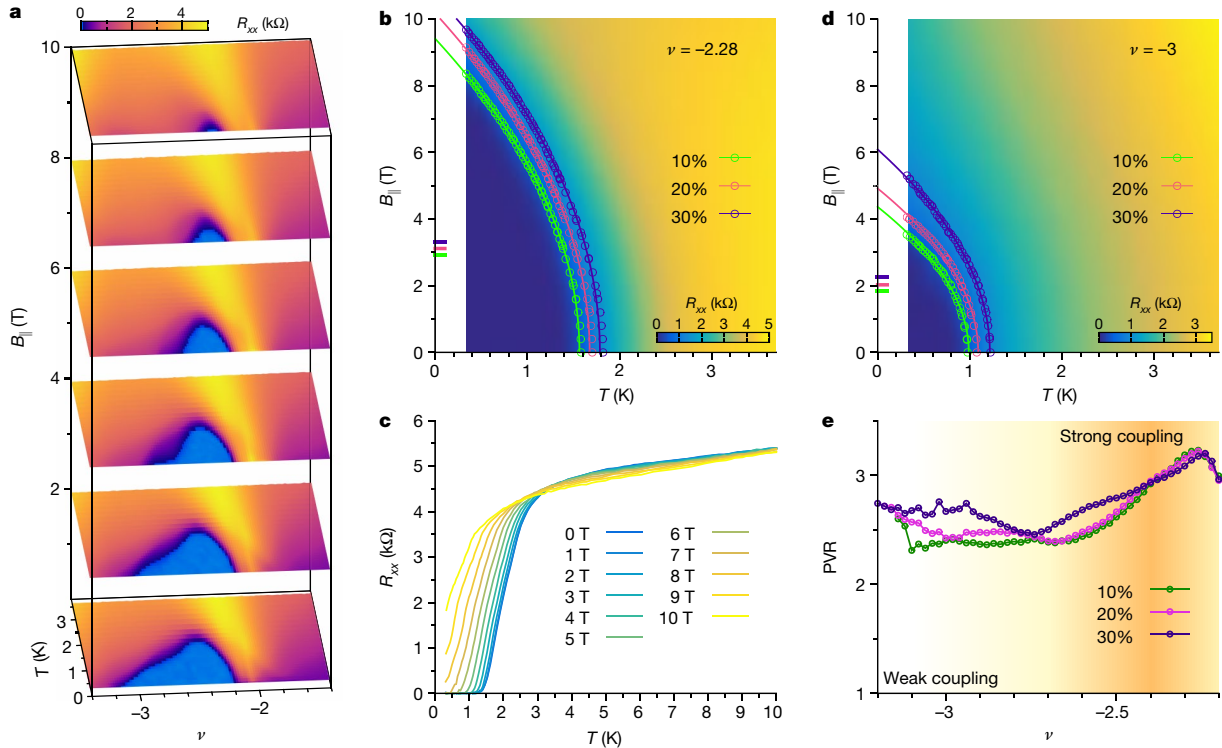 a
R_xx (kΩ)
0 2 4
10
8
6
4
2
0
B_|| (T)
3
2
1
0
T (K)
−3 −2
ν
b
ν = −2.28
10%
20%
30%
R_xx (kΩ)
0 1 2 3 4 5
10
8
6
4
2
0
B_|| (T)
0 1 2 3
T (K)
c
6
5
4
3
2
1
0
R_xx (kΩ)
0 T 6 T
1 T 7 T
2 T 8 T
3 T 9 T
4 T 10 T
5 T
0 1 2 3 4 5 6 7 8 9 10
T (K)
d
ν = −3
10%
20%
30%
R_xx (kΩ)
0 1 2 3
10
8
6
4
2
0
B_|| (T)
0 1 2 3
T (K)
e
Strong coupling
3
2
1
PVR
10%
20%
30%
Weak coupling
−3 −2.5
ν